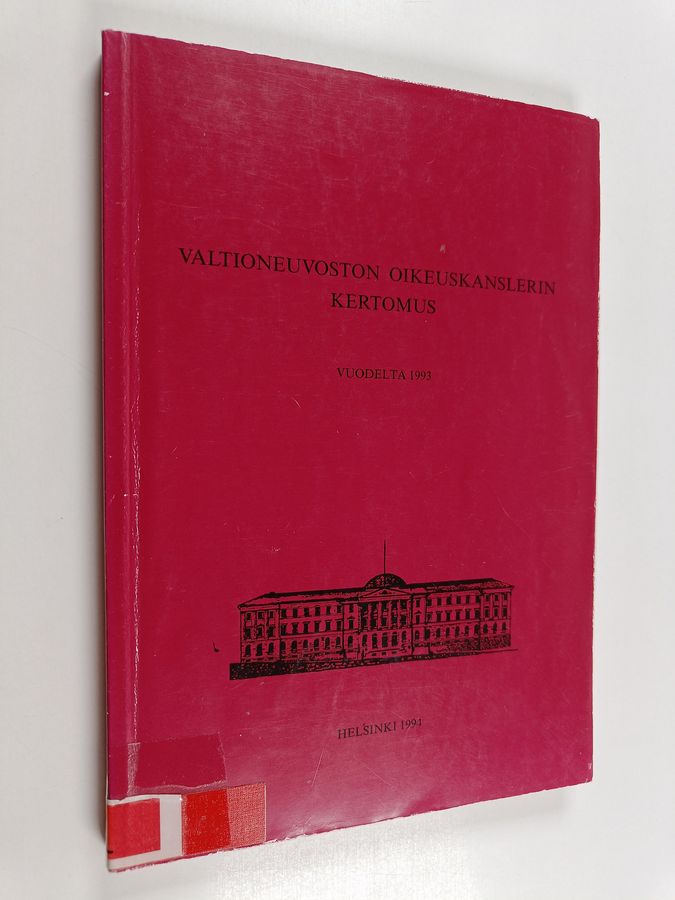 VALTIONEUVOSTON OIKEUSKANSLERIN
KERTOMUS
VUODELTA 1993
HELSINKI 1994